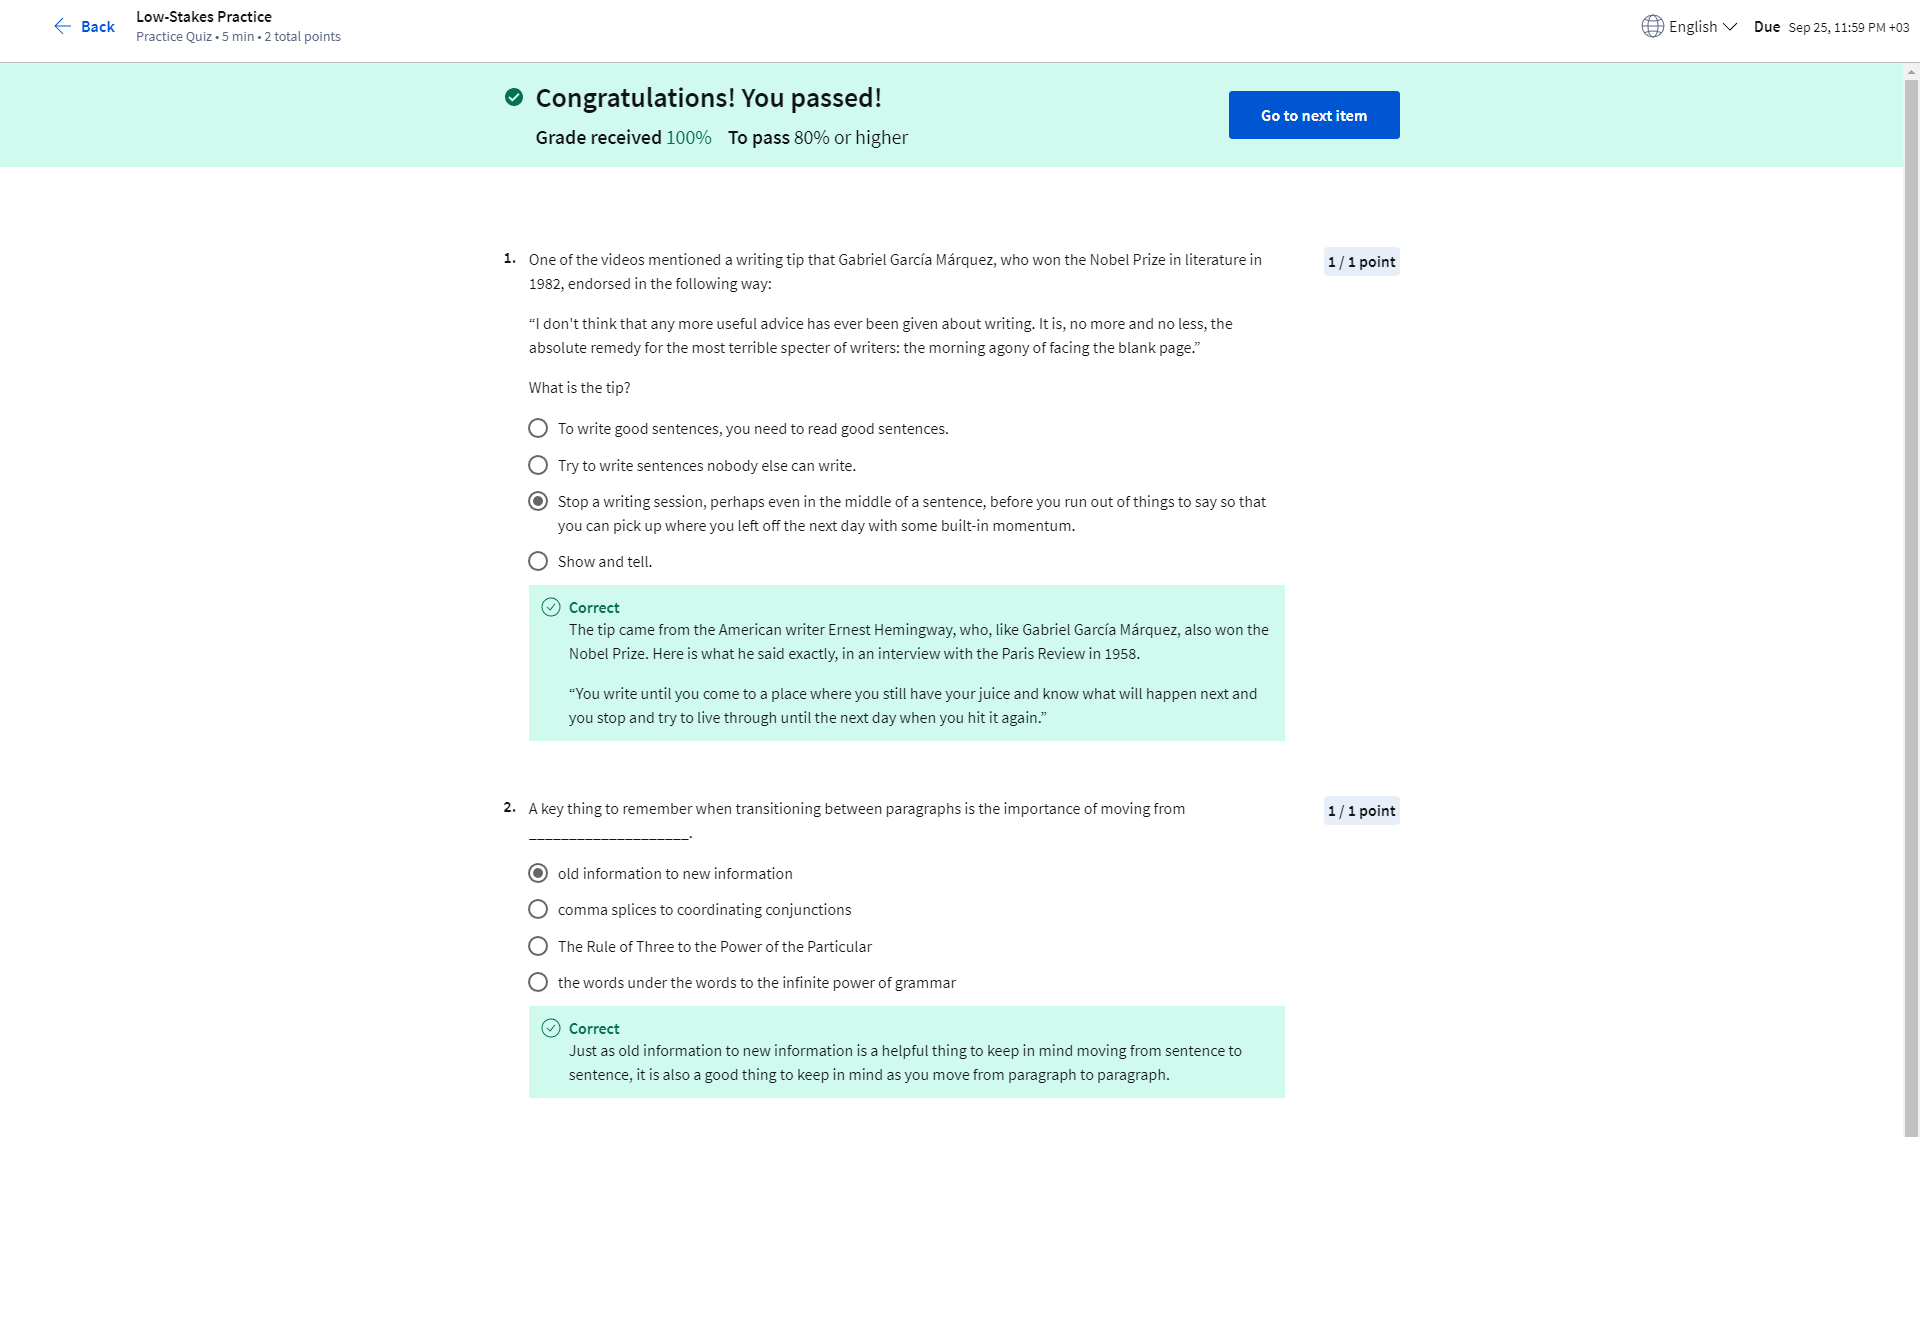 Back
Low-Stakes Practice
Practice Quiz • 5 min • 2 total points
English
Due Sep 25, 11:59 PM +03
Congratulations! You passed!
Grade received 100% To pass 80% or higher
Go to next item
1. One of the videos mentioned a writing tip that Gabriel García Márquez, who won the Nobel Prize in literature in
1982, endorsed in the following way:
1 / 1 point
“I don't think that any more useful advice has ever been given about writing. It is, no more and no less, the
absolute remedy for the most terrible specter of writers: the morning agony of facing the blank page.”
What is the tip?
To write good sentences, you need to read good sentences.
Try to write sentences nobody else can write.
Stop a writing session, perhaps even in the middle of a sentence, before you run out of things to say so that
you can pick up where you left off the next day with some built-in momentum.
Show and tell.
Correct
The tip came from the American writer Ernest Hemingway, who, like Gabriel García Márquez, also won the
Nobel Prize. Here is what he said exactly, in an interview with the Paris Review in 1958.
“You write until you come to a place where you still have your juice and know what will happen next and
you stop and try to live through until the next day when you hit it again.”
2. A key thing to remember when transitioning between paragraphs is the importance of moving from
____________________.
1 / 1 point
old information to new information
comma splices to coordinating conjunctions
The Rule of Three to the Power of the Particular
the words under the words to the infinite power of grammar
Correct
Just as old information to new information is a helpful thing to keep in mind moving from sentence to
sentence, it is also a good thing to keep in mind as you move from paragraph to paragraph.